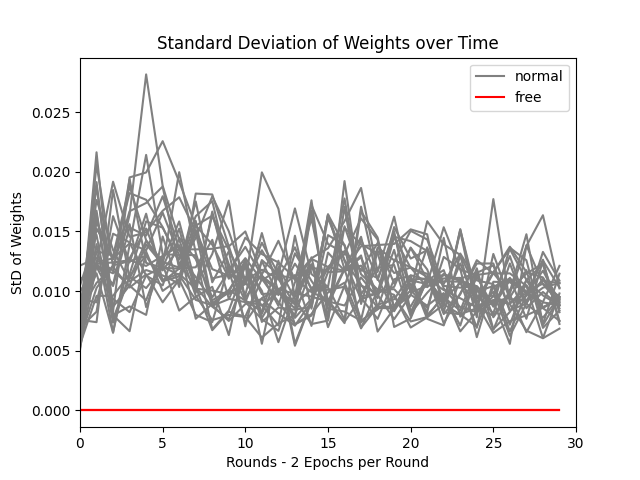 Standard Deviation of Weights over Time
normal
free
StD of Weights
0.025
0.020
0.015
0.010
0.005
0.000
0 5 10 15 20 25 30
Rounds - 2 Epochs per Round